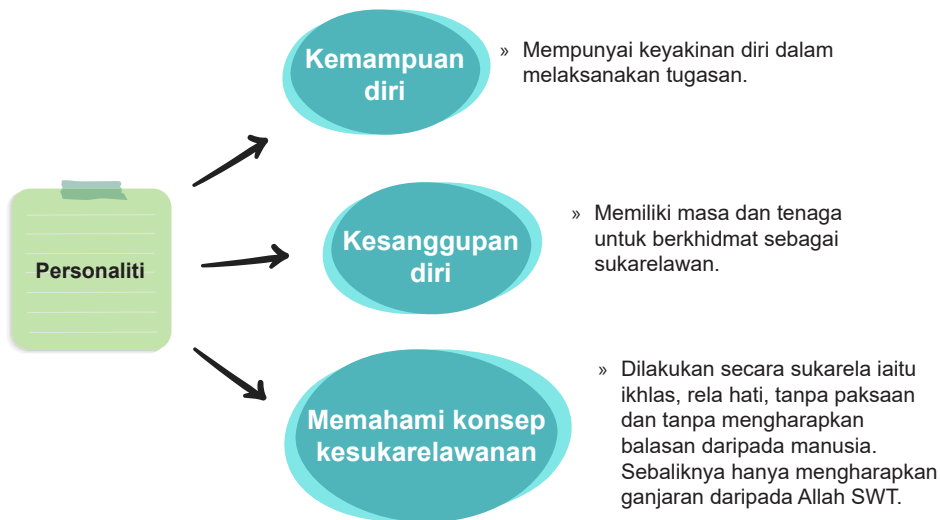 Personaliti
Kemampuan
diri
» Mempunyai keyakinan diri dalam
melaksanakan tugasan.
Kesanggupan
diri
» Memiliki masa dan tenaga
untuk berkhidmat sebagai
sukarelawan.
Memahami konsep
kesukarelawanan
» Dilakukan secara sukarela iaitu
ikhlas, rela hati, tanpa paksaan
dan tanpa mengharapkan
balasan daripada manusia.
Sebaliknya hanya mengharapkan
ganjaran daripada Allah SWT.